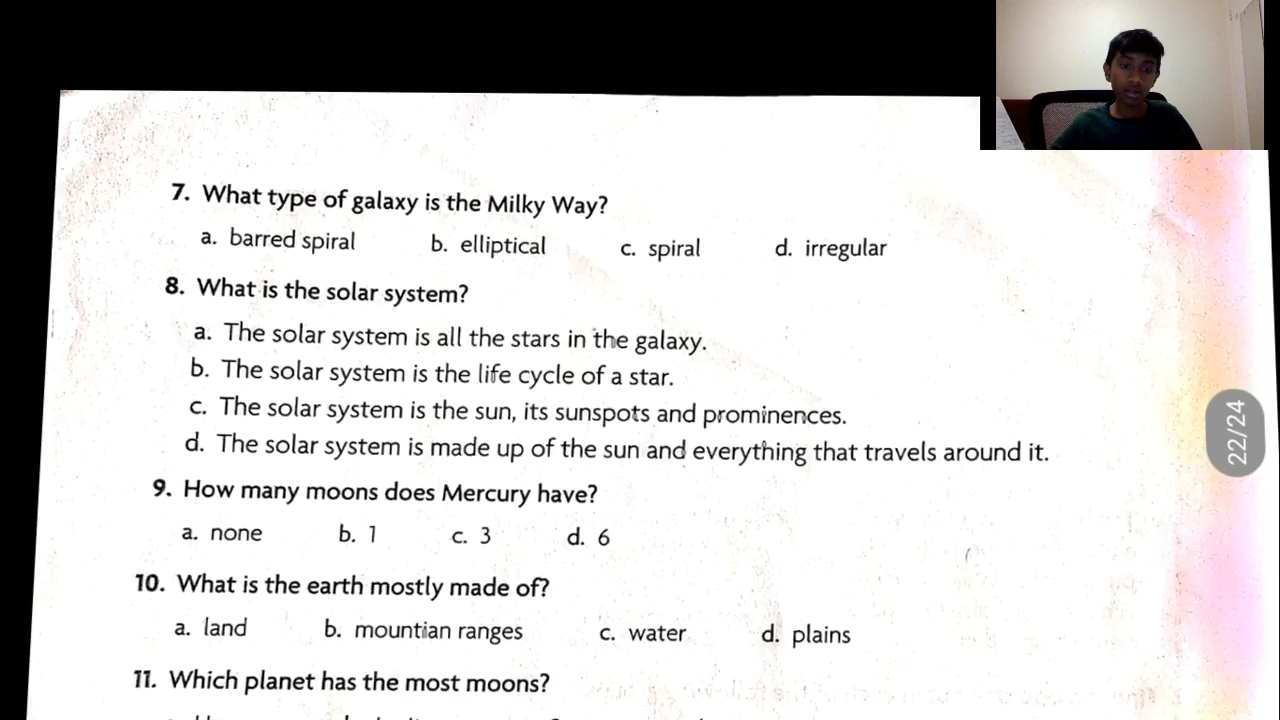 7. What type of galaxy is the Milky Way?
a. barred spiral b. elliptical c. spiral d. irregular
8. What is the solar system?
a. The solar system is all the stars in the galaxy.
b. The solar system is the life cycle of a star.
c. The solar system is the sun, its sunspots and prominences.
d. The solar system is made up of the sun and everything that travels around it.
9. How many moons does Mercury have?
a. none b. 1 c. 3 d. 6
22/24
10. What is the earth mostly made of?
a. land b. mountian ranges c. water d. plains
11. Which planet has the most moons?